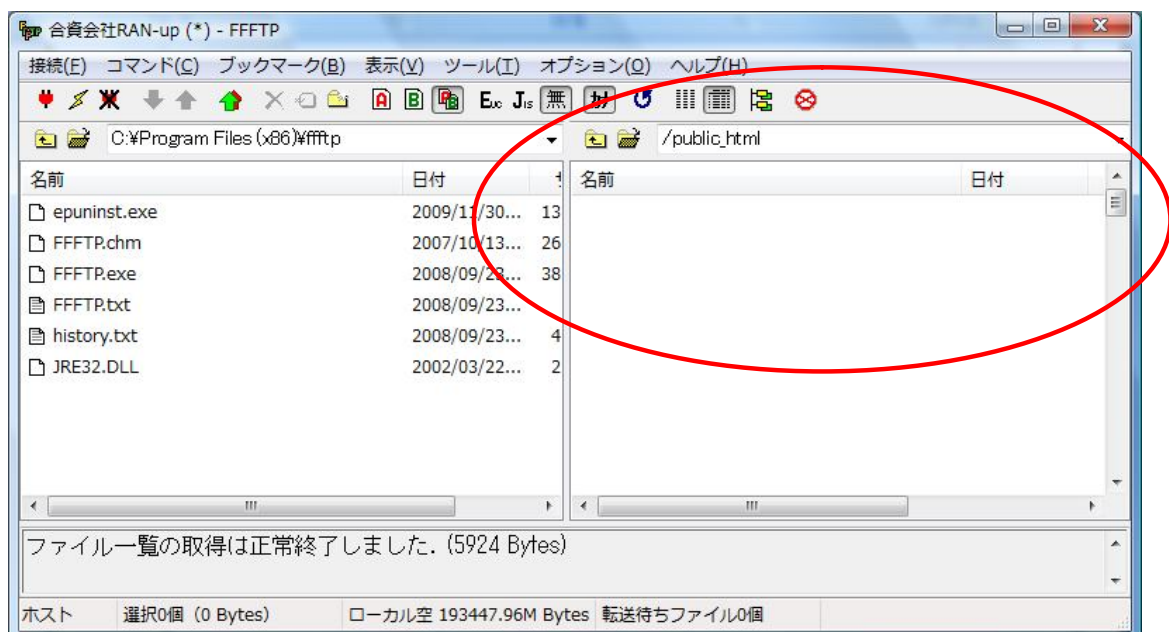 合資会社RAN-up (*) - FFFTP
接続(F) コマンド(C) ブックマーク(B) 表示(V) ツール(T) オプション(O) ヘルプ(H)
A B Euc JIS 無 カナ
C:¥Program Files (x86)¥ffftp /public_html
名前 日付 名前 日付
epuninst.exe 2009/11/30... 13
FFFTP.chm 2007/10/13... 26
FFFTP.exe 2008/09/23... 38
FFFTP.txt 2008/09/23...
history.txt 2008/09/23... 4
JRE32.DLL 2002/03/22... 2
ファイル一覧の取得は正常終了しました. (5924 Bytes)
ホスト 選択0個 (0 Bytes) ローカル空 193447.96M Bytes 転送待ちファイル0個